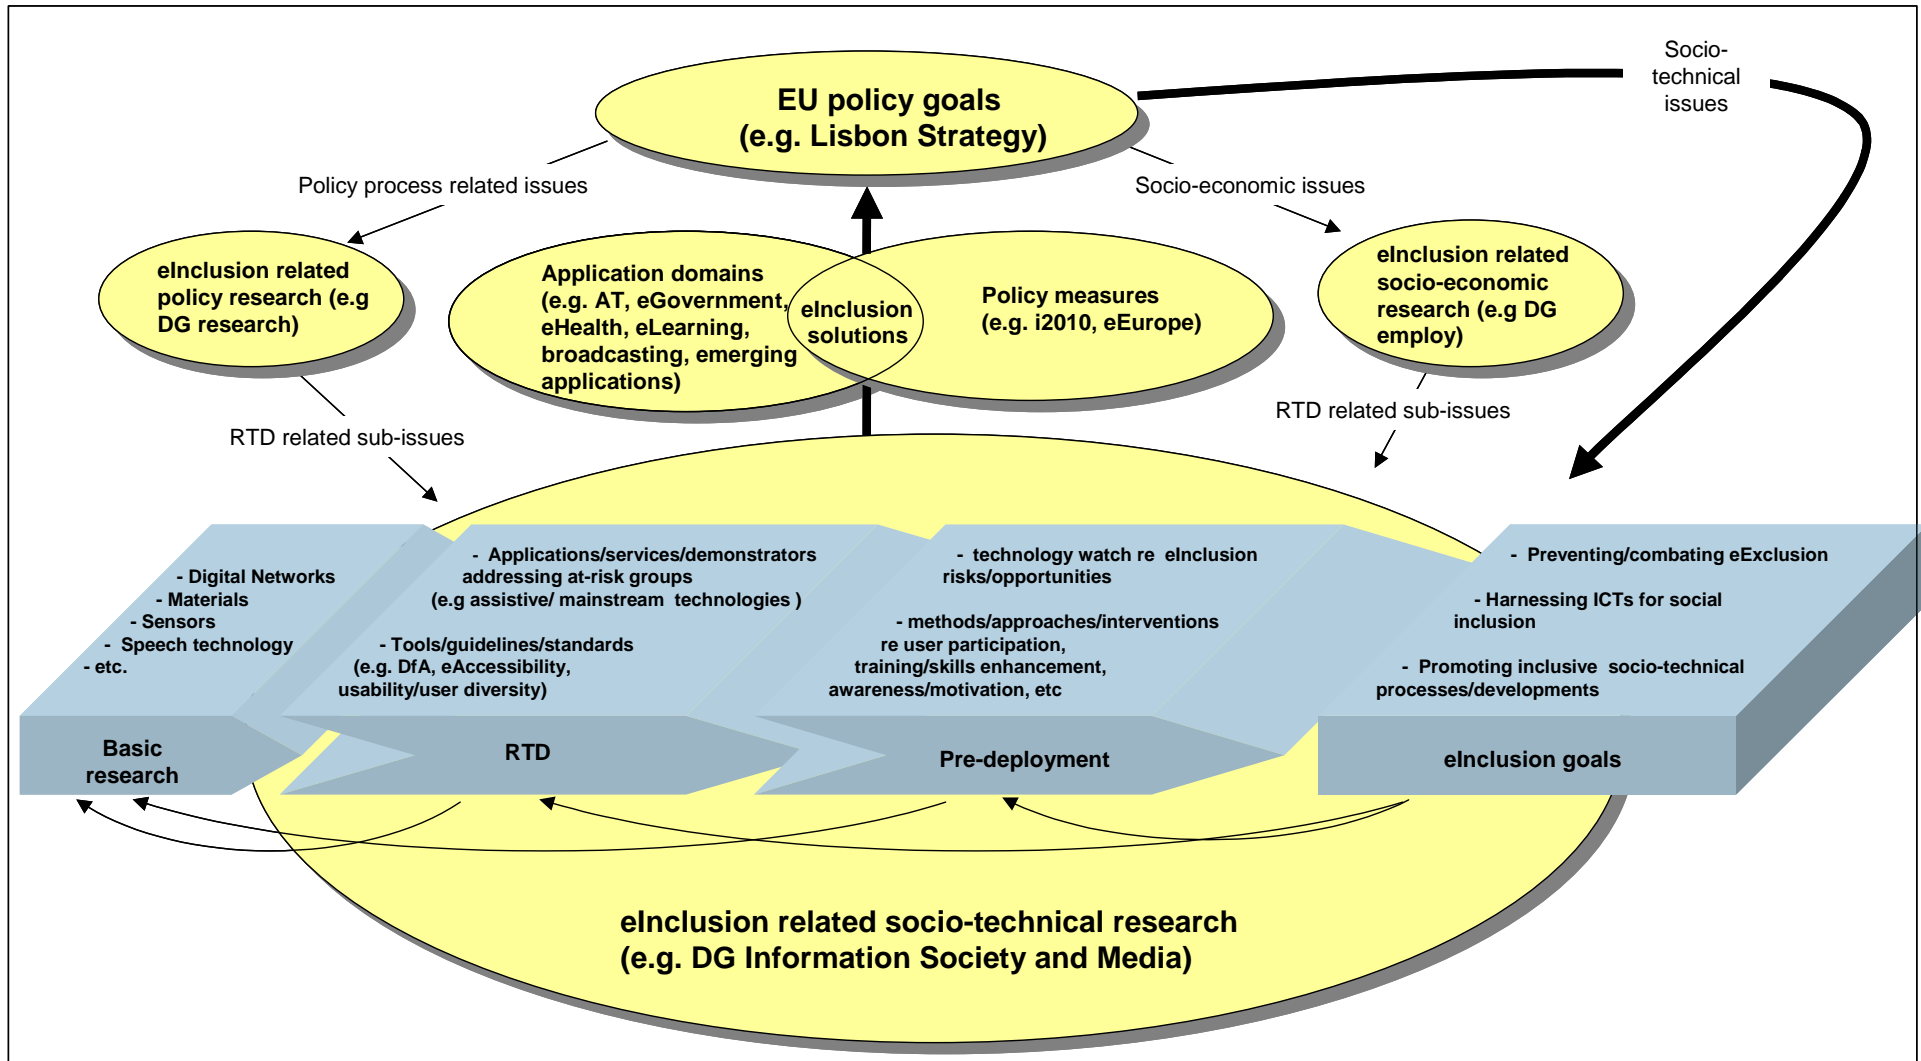 EU policy goals
(e.g. Lisbon Strategy)
Socio-
technical
issues
Policy process related issues
Socio-economic issues
eInclusion related
policy research (e.g
DG research)
Application domains
(e.g. AT, eGovernment,
eHealth, eLearning,
broadcasting, emerging
applications)
eInclusion
solutions
Policy measures
(e.g. i2010, eEurope)
eInclusion related
socio-economic
research (e.g DG
employ)
RTD related sub-issues
RTD related sub-issues
- Digital Networks
- Materials
- Sensors
- Speech technology
- etc.
- Applications/services/demonstrators
addressing at-risk groups
(e.g assistive/ mainstream technologies )
- Tools/guidelines/standards
(e.g. DfA, eAccessibility,
usability/user diversity)
- technology watch re eInclusion
risks/opportunities
- methods/approaches/interventions
re user participation,
training/skills enhancement,
awareness/motivation, etc
- Preventing/combating eExclusion
- Harnessing ICTs for social
inclusion
- Promoting inclusive socio-technical
processes/developments
Basic
research
RTD
Pre-deployment
eInclusion goals
eInclusion related socio-technical research
(e.g. DG Information Society and Media)